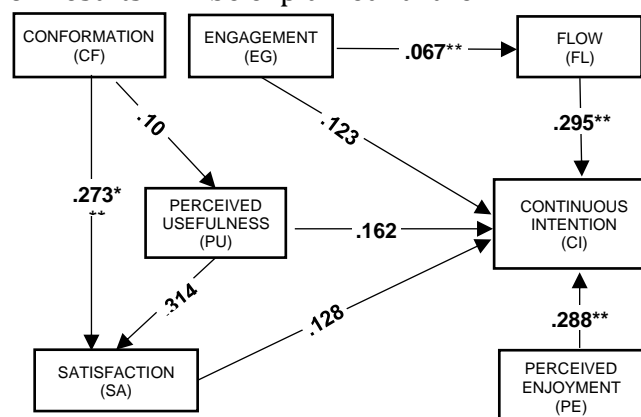 CONFORMATION
(CF)
ENGAGEMENT
(EG)
.067**
FLOW
(FL)
.10
.123
.295**
.273*
**
PERCEIVED
USEFULNESS
(PU)
.162
CONTINUOUS
INTENTION
(CI)
.314
.128
.288**
SATISFACTION
(SA)
PERCEIVED
ENJOYMENT
(PE)